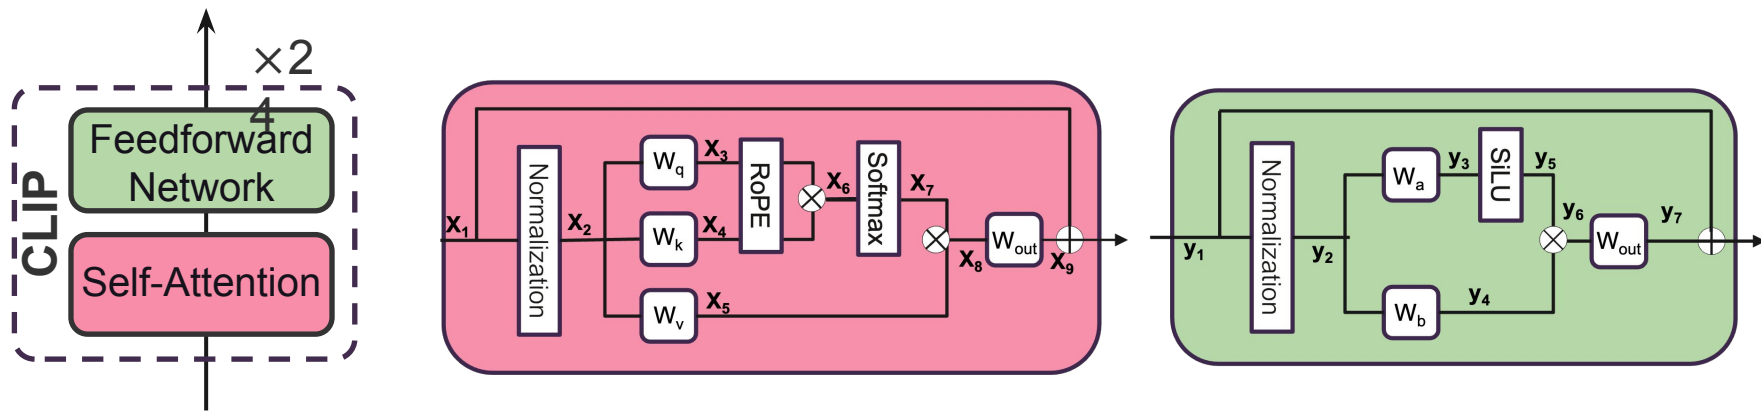 ×2
4
CLIP
Feedforward
Network
Self-Attention
X1
Normalization
X2
Wq
Wk
Wv
X3
X4
X5
RoPE
X6
Softmax
X7
X8
Wout
X9
y1
Normalization
y2
Wa
Wb
y3
y4
SiLU
y5
y6
Wout
y7